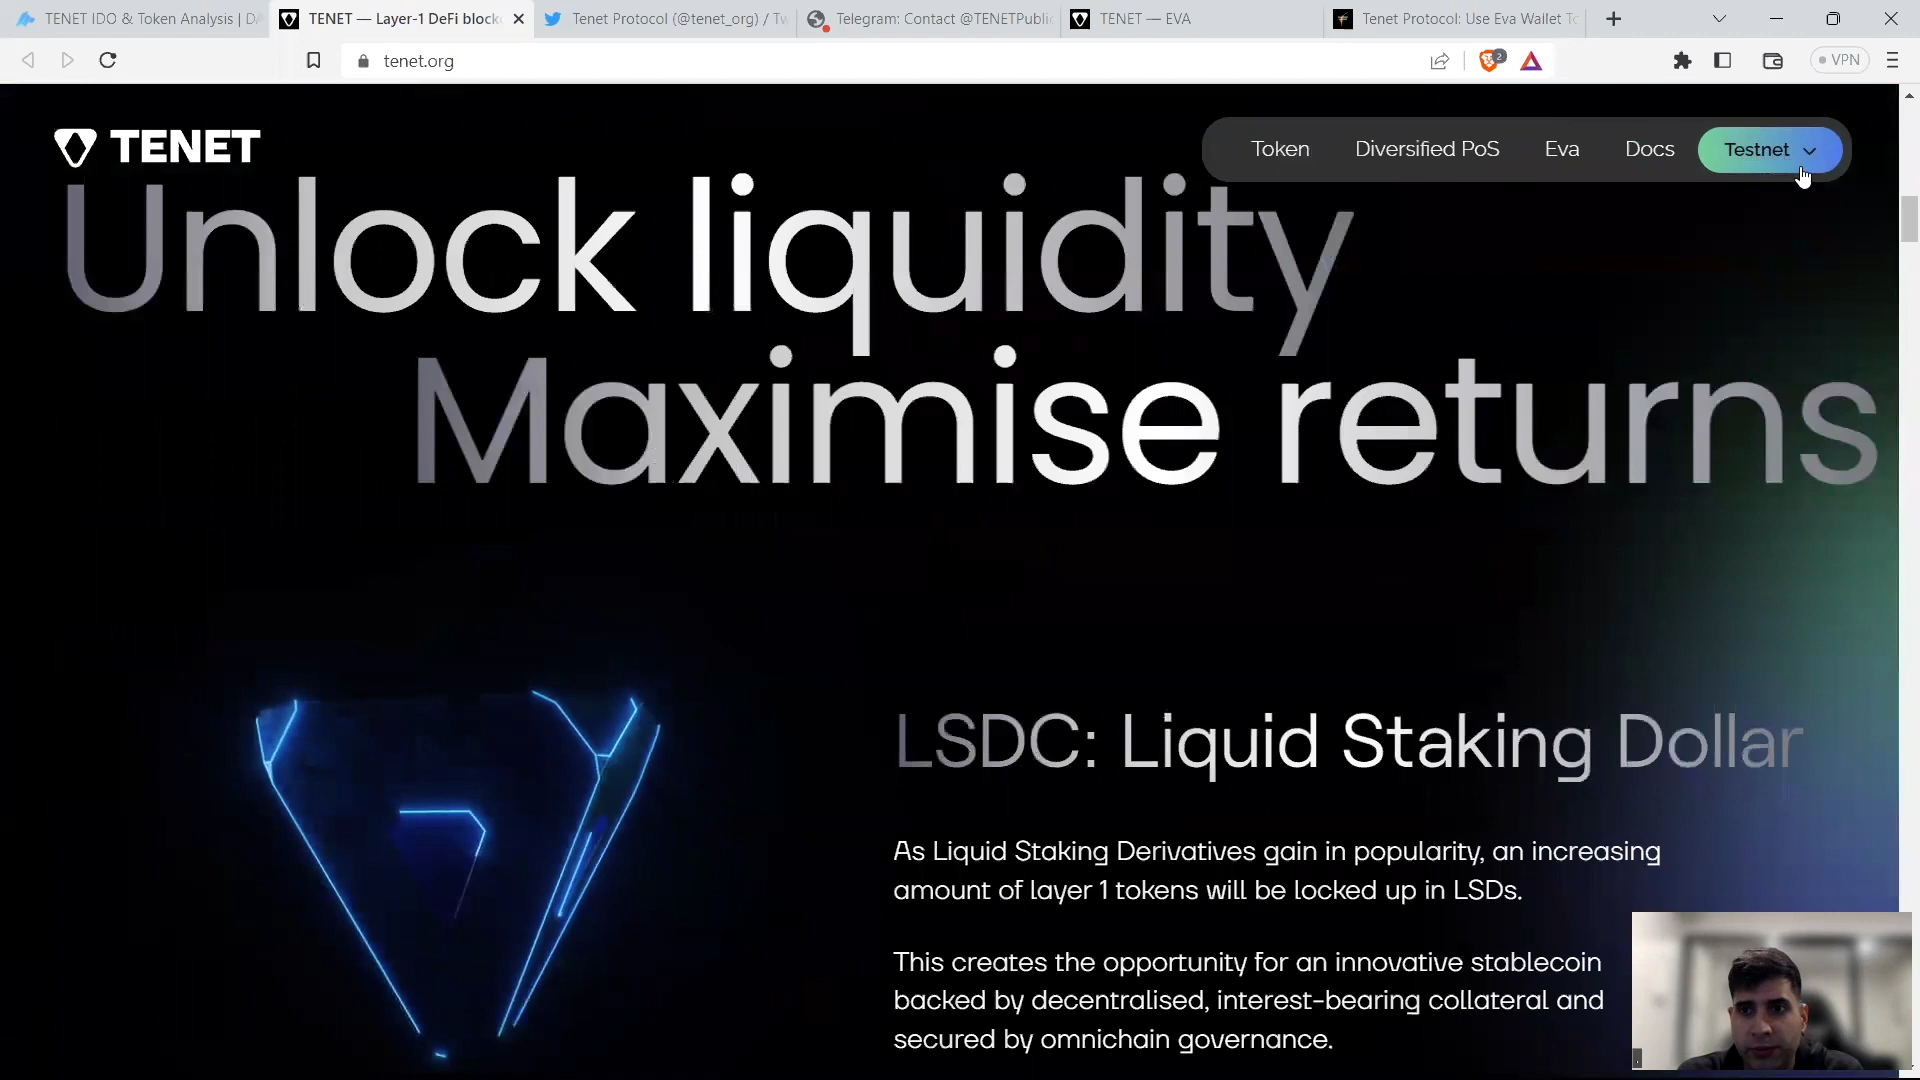 TENET IDO & Token Analysis | DA
TENET — Layer-1 DeFi blocko
Tenet Protocol (@tenet_org) / Tw
Telegram: Contact @TENETPublic
TENET — EVA
Tenet Protocol: Use Eva Wallet To
tenet.org
2
VPN
TENET
Token
Diversified PoS
Eva
Docs
Testnet
Unlock liquidity
Maximise returns
LSDC: Liquid Staking Dollar
As Liquid Staking Derivatives gain in popularity, an increasing
amount of layer 1 tokens will be locked up in LSDs.
This creates the opportunity for an innovative stablecoin
backed by decentralised, interest-bearing collateral and
secured by omnichain governance.